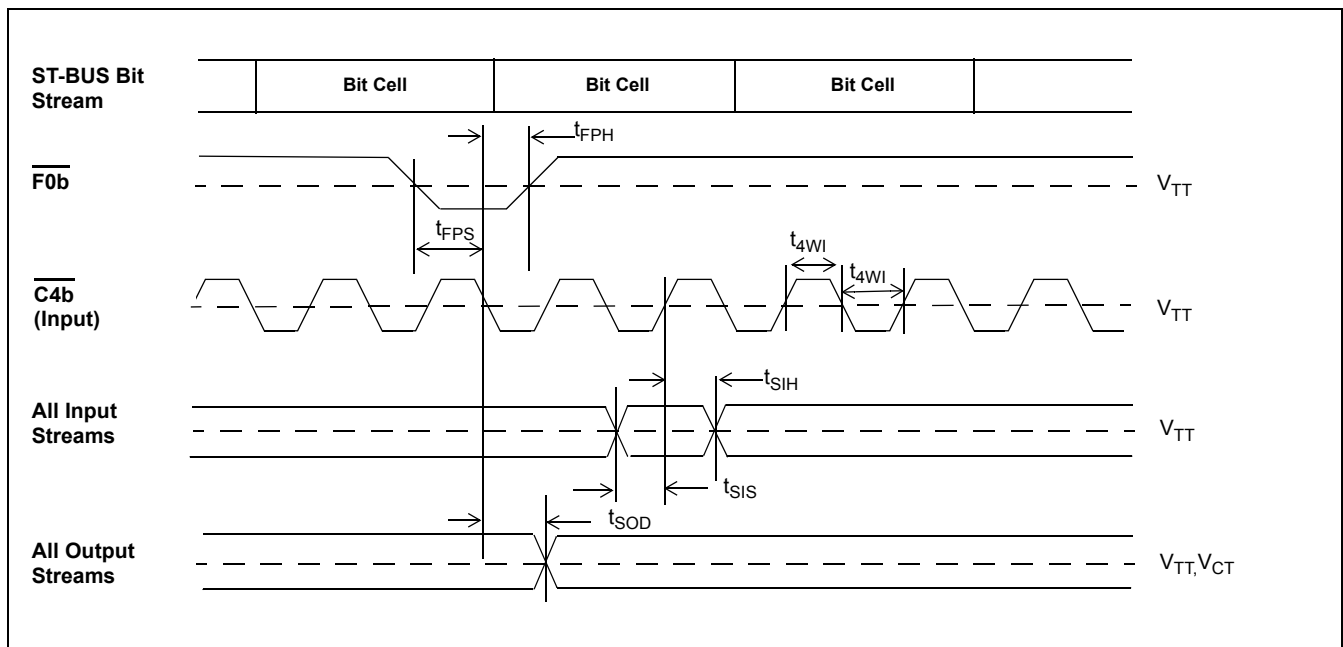 ST-BUS Bit
Stream
Bit Cell
Bit Cell
Bit Cell
tFPH
F0b
VTT
tFPS
t4WI
t4WI
C4b
(Input)
VTT
tSIH
All Input
Streams
VTT
tSIS
tSOD
All Output
Streams
VTT,VCT